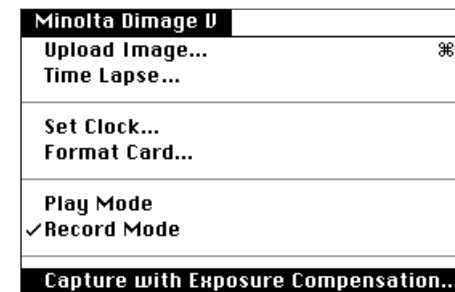 Minolta Dimage V
Upload Image... ⌘
Time Lapse...
Set Clock...
Format Card...
Play Mode
✓Record Mode
Capture with Exposure Compensation...